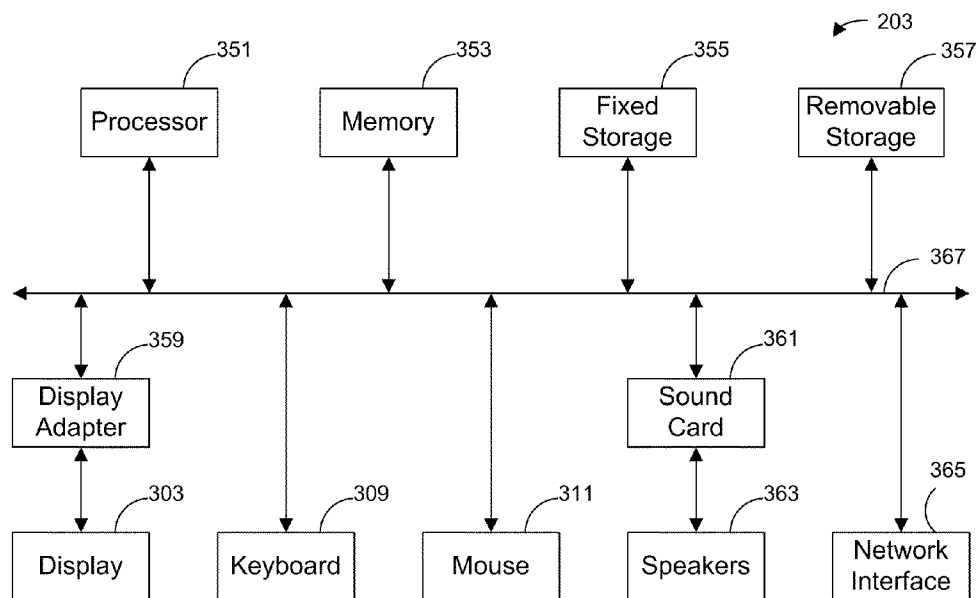 203
351
353
355
357
Processor
Memory
Fixed
Storage
Removable
Storage
367
359
361
Display
Adapter
Sound
Card
303
309
311
363
365
Display
Keyboard
Mouse
Speakers
Network
Interface